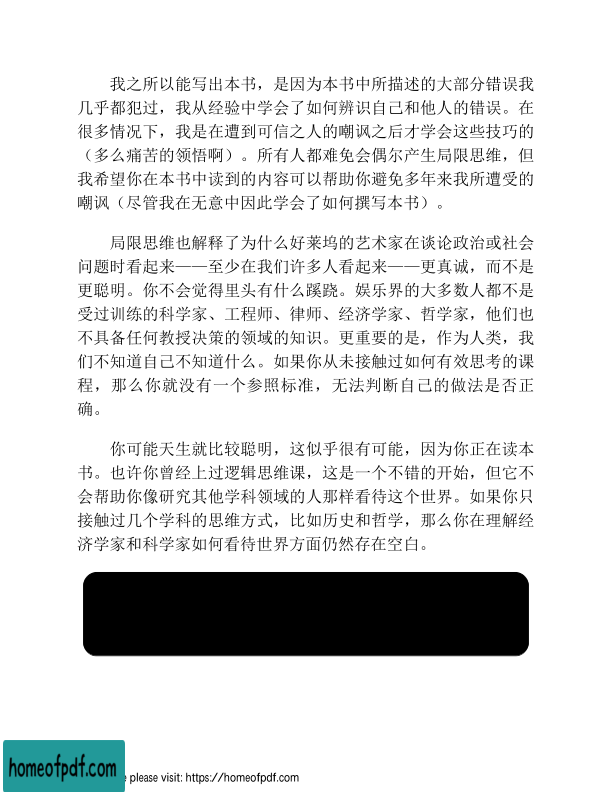 我之所以能写出本书，是因为本书中所描述的大部分错误我
几乎都犯过，我从经验中学会了如何辨识自己和他人的错误。在
很多情况下，我是在遭到可信之人的嘲讽之后才学会这些技巧的
（多么痛苦的领悟啊）。所有人都难免会偶尔产生局限思维，但
我希望你在本书中读到的内容可以帮助你避免多年来我所遭受的
嘲讽（尽管我在无意中因此学会了如何撰写本书）。
局限思维也解释了为什么好莱坞的艺术家在谈论政治或社会
问题时看起来——至少在我们许多人看起来——更真诚，而不是
更聪明。你不会觉得里头有什么蹊跷。娱乐界的大多数人都不是
受过训练的科学家、工程师、律师、经济学家、哲学家，他们也
不具备任何教授决策的领域的知识。更重要的是，作为人类，我
们不知道自己不知道什么。如果你从未接触过如何有效思考的课
程，那么你就没有一个参照标准，无法判断自己的做法是否正
确。
你可能天生就比较聪明，这似乎很有可能，因为你正在读本
书。也许你曾经上过逻辑思维课，这是一个不错的开始，但它不
会帮助你像研究其他学科领域的人那样看待这个世界。如果你只
接触过几个学科的思维方式，比如历史和哲学，那么你在理解经
济学家和科学家如何看待世界方面仍然存在空白。
homeofpdf.com
please visit: https://homeofpdf.com